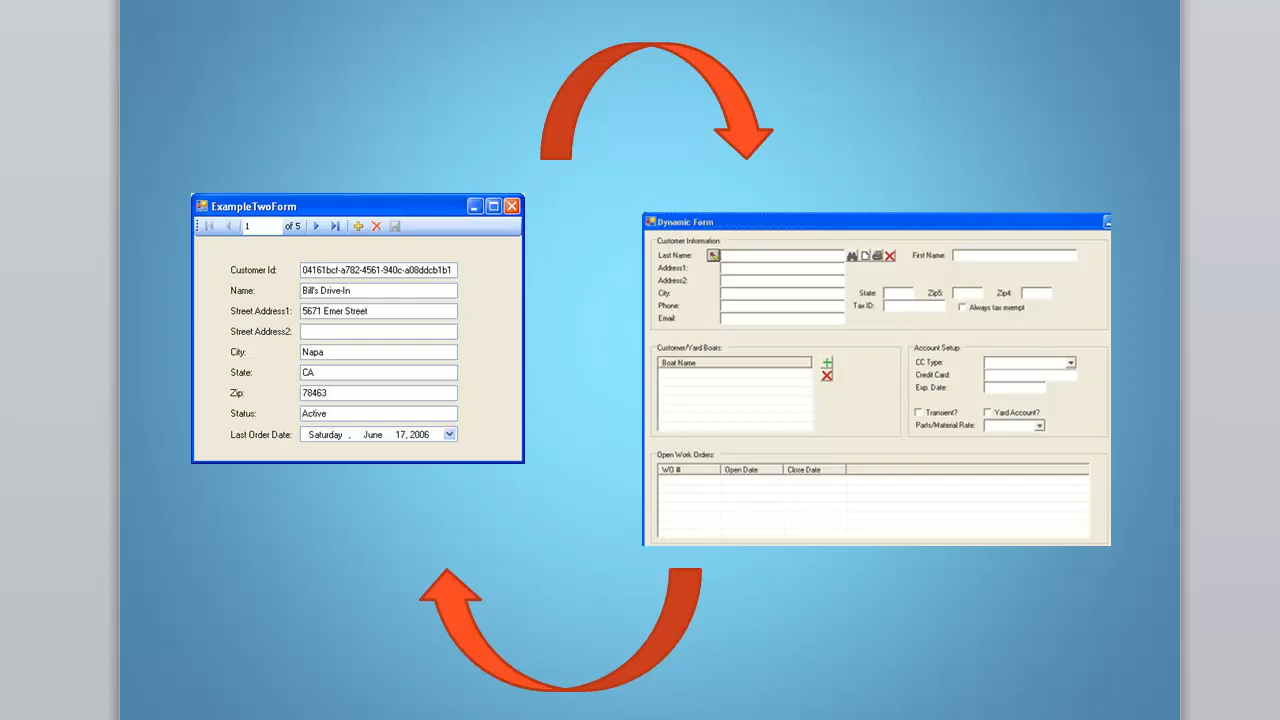 ExampleTwoForm
1 of 5
Customer Id: 04161bcf-a782-4561-940c-a08ddcb1b1
Name: Bill's Drive-In
Street Address1: 5671 Emer Street
Street Address2:
City: Napa
State: CA
Zip: 78463
Status: Active
Last Order Date: Saturday , June 17, 2006
Dynamic Form
Customer Information:
Last Name: First Name:
Address1:
Address2:
City: State: Zip5: Zip4:
Phone: Tax ID: Always tax exempt
Email:
Customer/Yard Boats:
Boat Name
Account Setup:
CC Type:
Credit Card:
Exp. Date:
Transient? Yard Account?
Parts/Material Rate:
Open Work Orders:
WO # Open Date Close Date